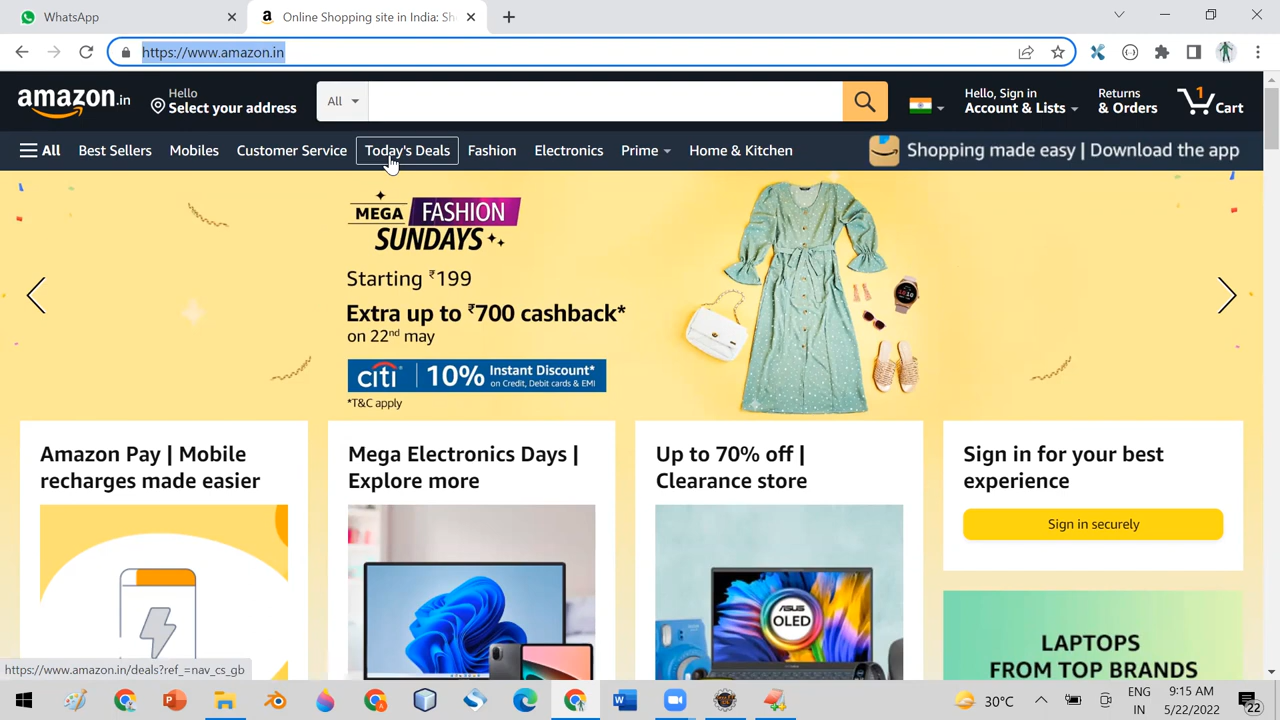 WhatsApp
Online Shopping site in India: Sh
https://www.amazon.in
amazon.in
Hello
Select your address
All
Hello, Sign in
Account & Lists
Returns
& Orders
1
Cart
All
Best Sellers
Mobiles
Customer Service
Today's Deals
Fashion
Electronics
Prime
Home & Kitchen
Shopping made easy | Download the app
MEGA FASHION
SUNDAYS
Starting ₹199
Extra up to ₹700 cashback*
on 22nd may
citi 10% Instant Discount*
on Credit, Debit cards & EMI
*T&C apply
Amazon Pay | Mobile
recharges made easier
Mega Electronics Days |
Explore more
Up to 70% off |
Clearance store
ASUS
OLED
Sign in for your best
experience
Sign in securely
LAPTOPS
FROM TOP BRANDS
https://www.amazon.in/deals?ref_=nav_cs_gb
30°C
ENG
IN
9:15 AM
5/22/2022
22